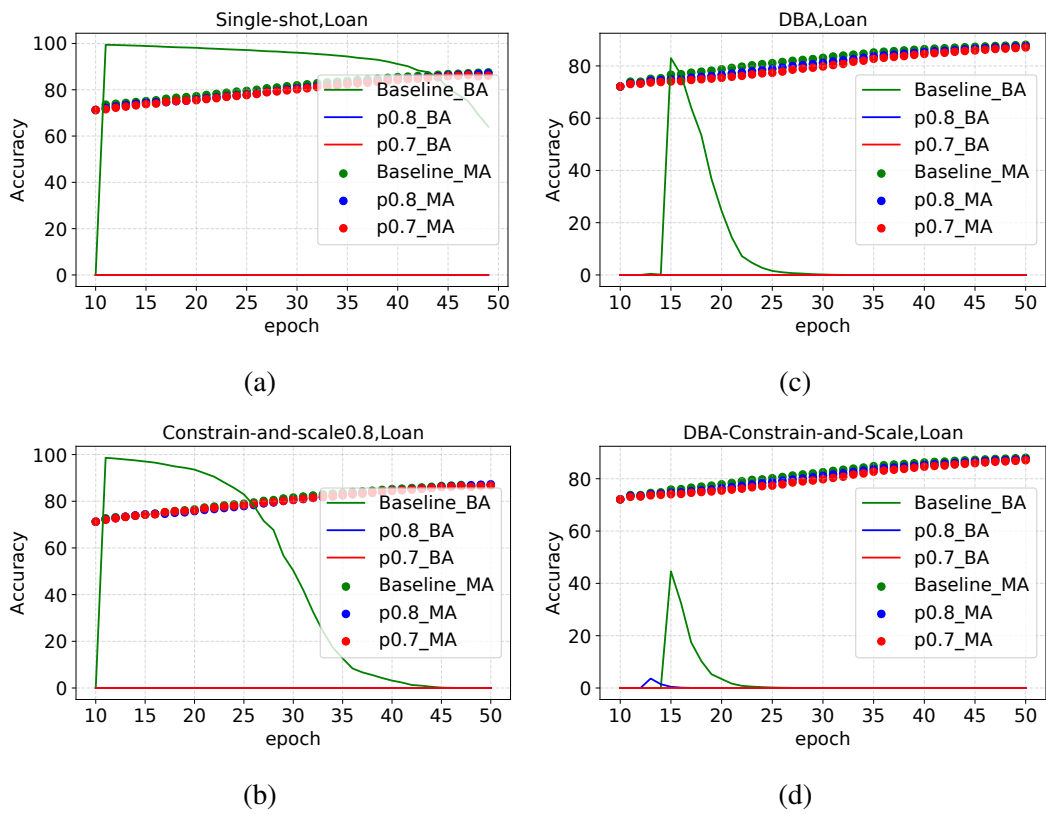 Single-shot,Loan
100
80
60
40
20
0
Accuracy
10 15 20 25 30 35 40 45 50
epoch
Baseline_BA
p0.8_BA
p0.7_BA
Baseline_MA
p0.8_MA
p0.7_MA
(a)
DBA,Loan
80
60
40
20
0
Accuracy
10 15 20 25 30 35 40 45 50
epoch
Baseline_BA
p0.8_BA
p0.7_BA
Baseline_MA
p0.8_MA
p0.7_MA
(c)
Constrain-and-scale0.8,Loan
100
80
60
40
20
0
Accuracy
10 15 20 25 30 35 40 45 50
epoch
Baseline_BA
p0.8_BA
p0.7_BA
Baseline_MA
p0.8_MA
p0.7_MA
(b)
DBA-Constrain-and-Scale,Loan
80
60
40
20
0
Accuracy
10 15 20 25 30 35 40 45 50
epoch
Baseline_BA
p0.8_BA
p0.7_BA
Baseline_MA
p0.8_MA
p0.7_MA
(d)